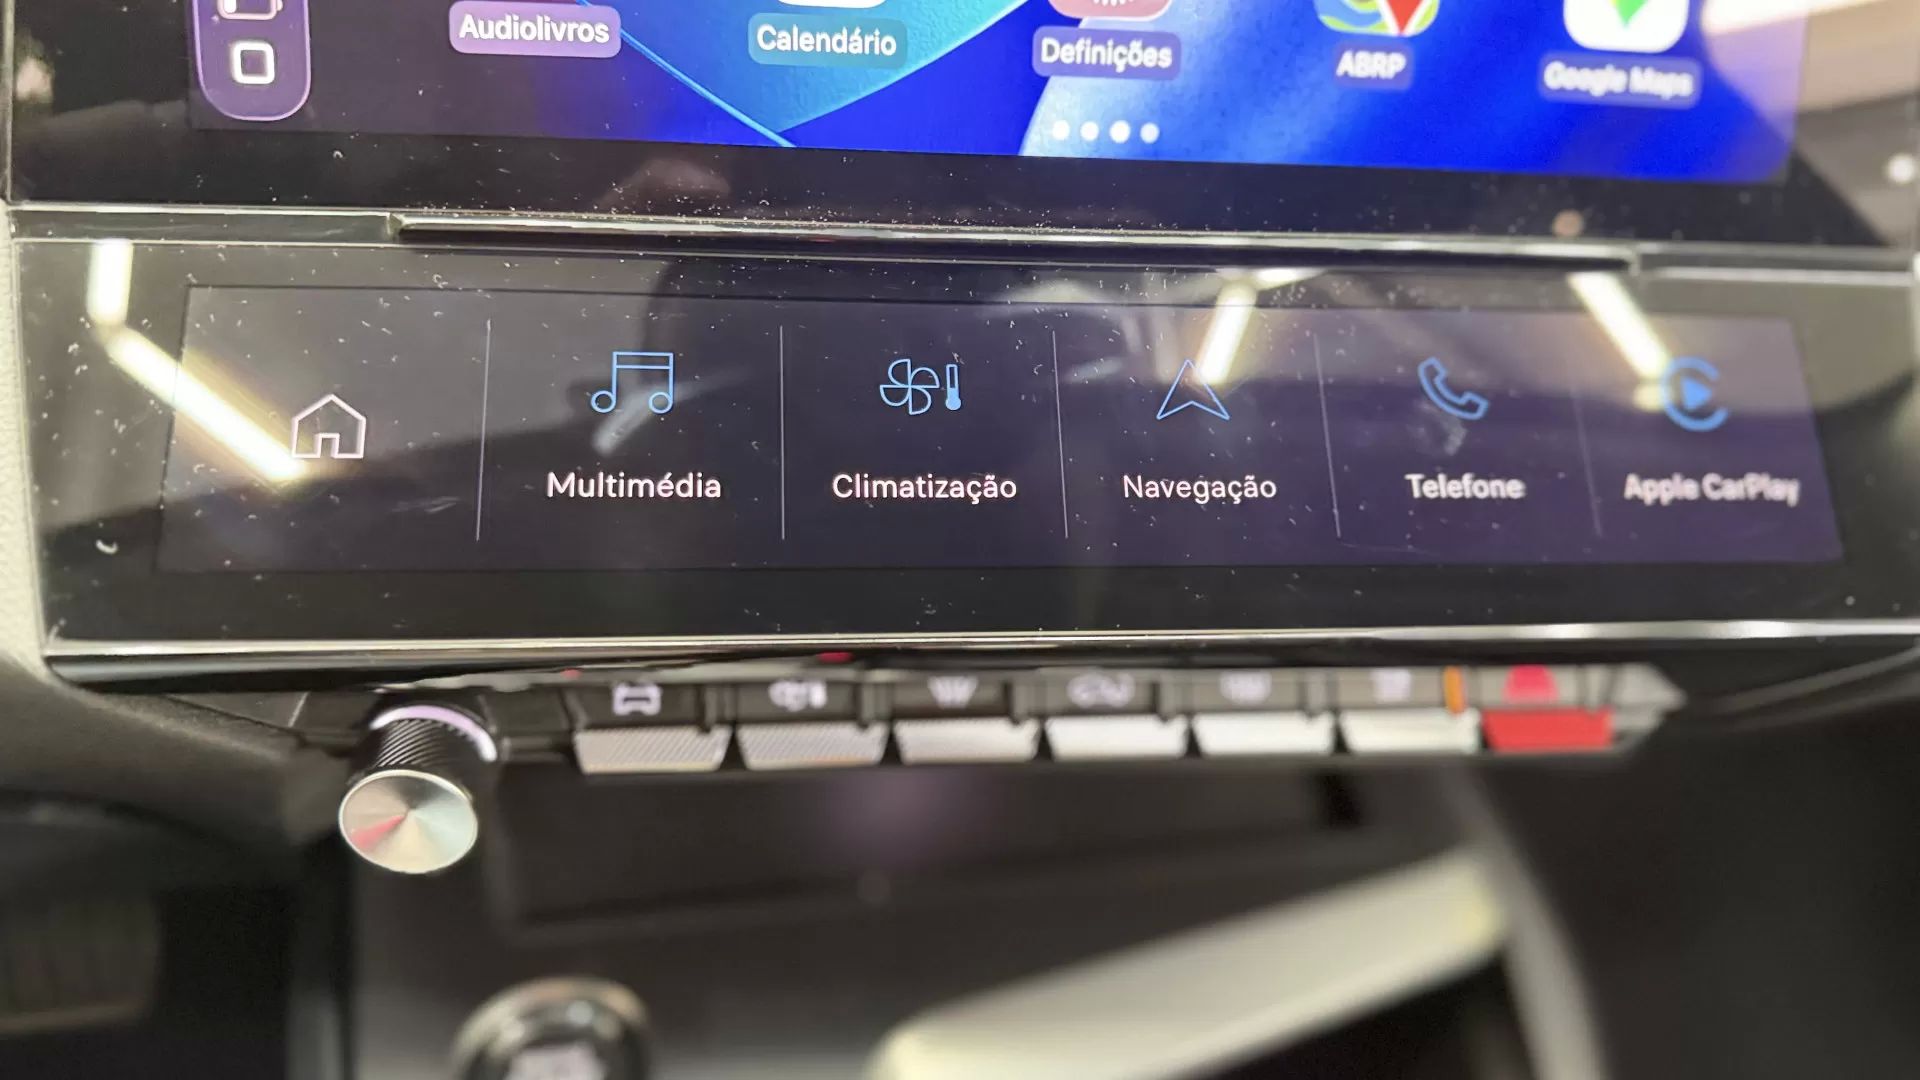 Audiolivros
Calendário
Definições
ABRP
Google Maps
Multimédia
Climatização
Navegação
Telefone
Apple CarPlay